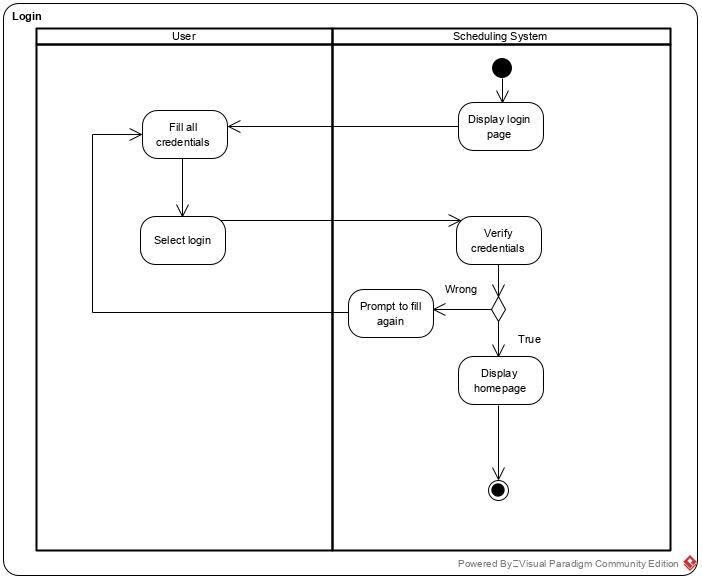 Login
User
Scheduling System
Display login
page
Fill all
credentials
Select login
Verify
credentials
Wrong
Prompt to fill
again
True
Display
homepage
Powered By Visual Paradigm Community Edition